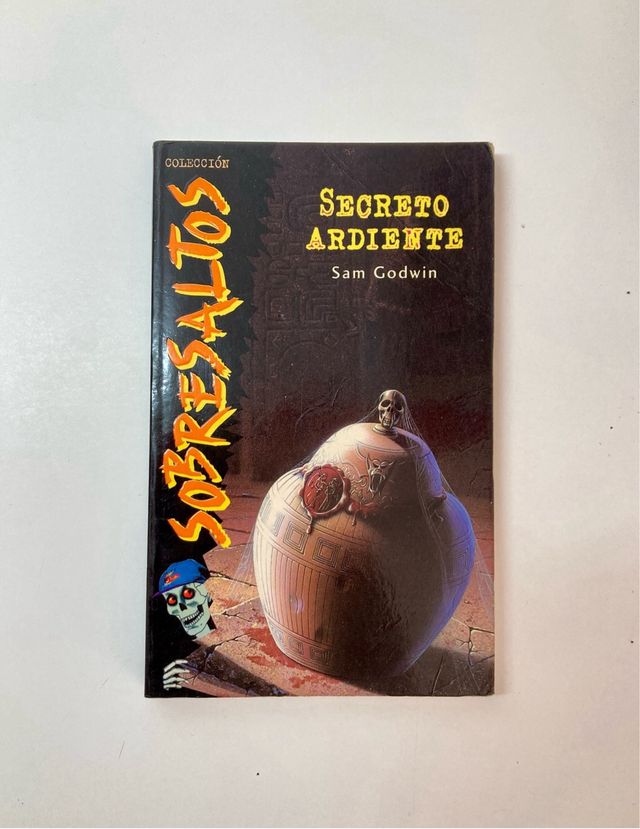 COLECCIÓN
SOBRESALTOS
SECRETO
ARDIENTE
Sam Godwin